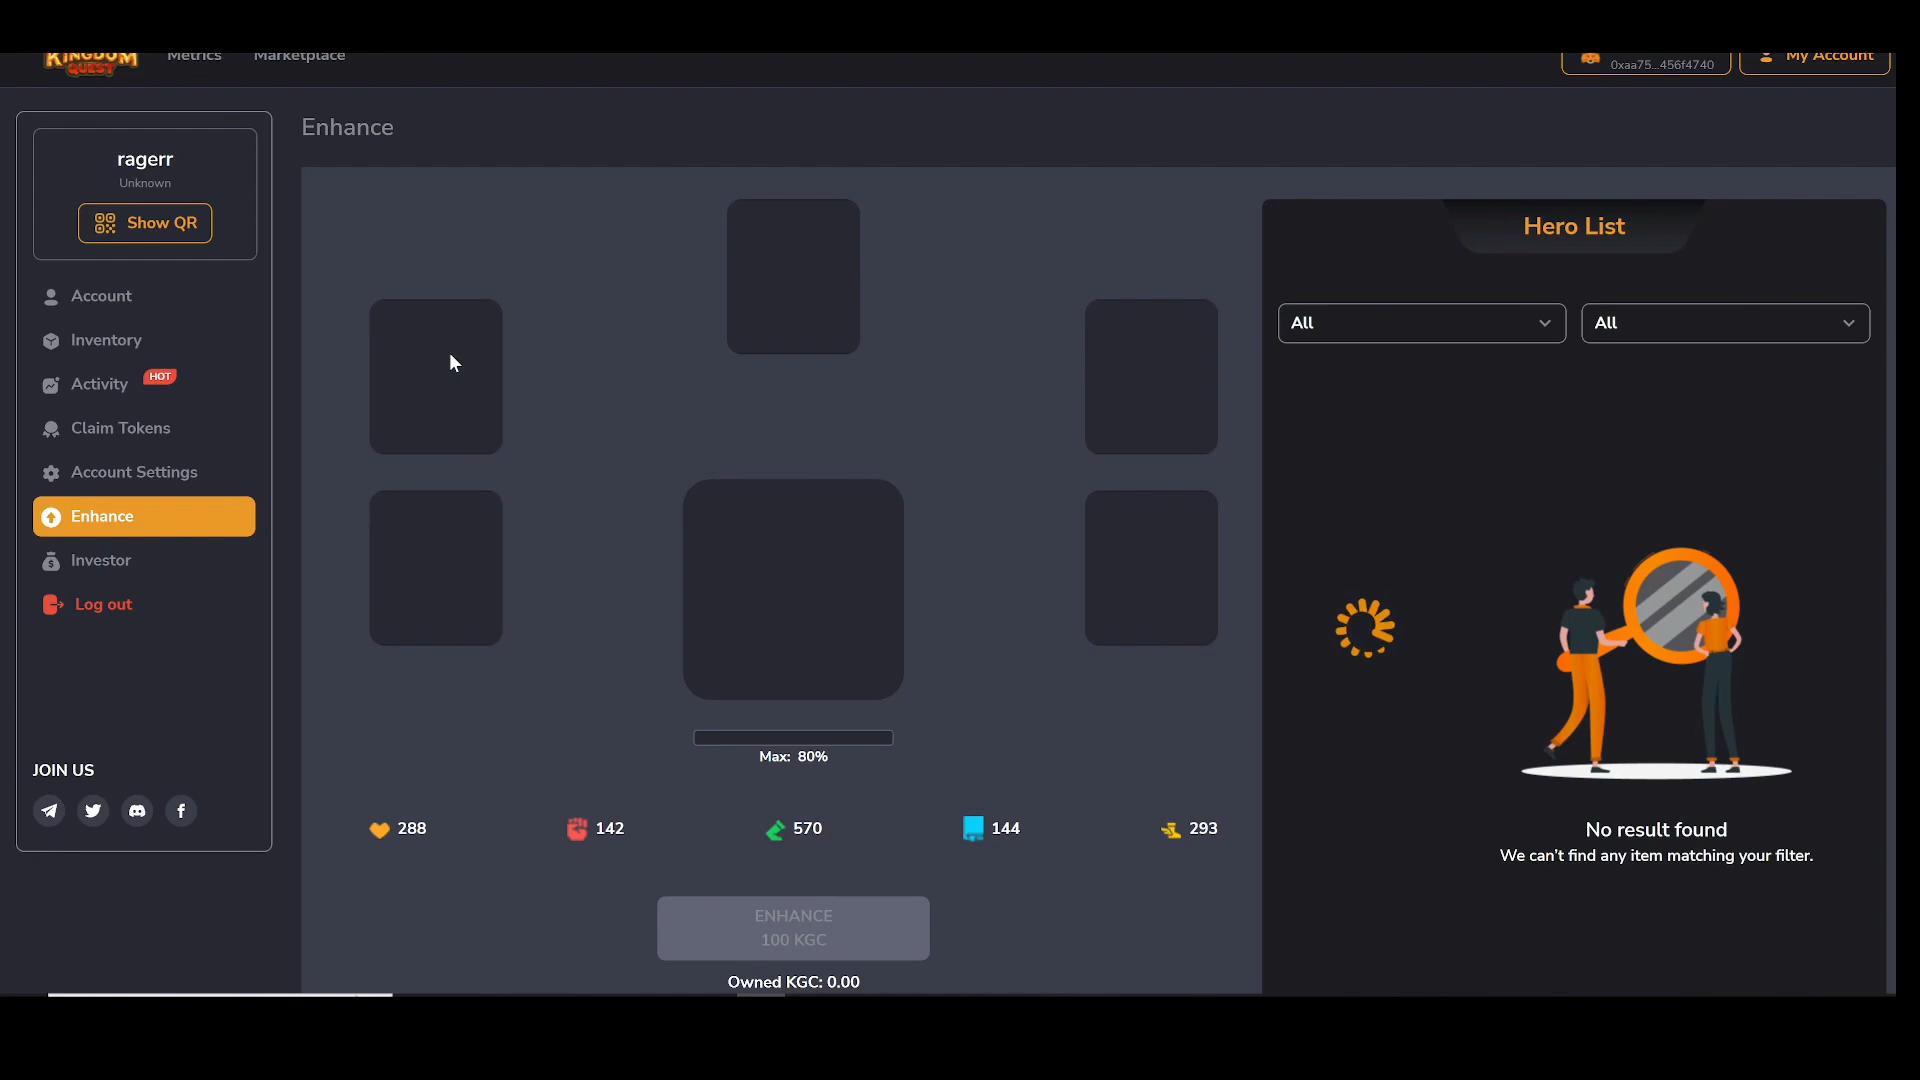 KINGDOM
QUEST
Metrics
Marketplace
0xaa75...456f4740
My Account
ragerr
Unknown
Show QR
Account
Inventory
Activity
HOT
Claim Tokens
Account Settings
Enhance
Investor
Log out
JOIN US
Enhance
Max: 80%
288
142
570
144
293
ENHANCE
100 KGC
Owned KGC: 0.00
Hero List
All
All
No result found
We can't find any item matching your filter.